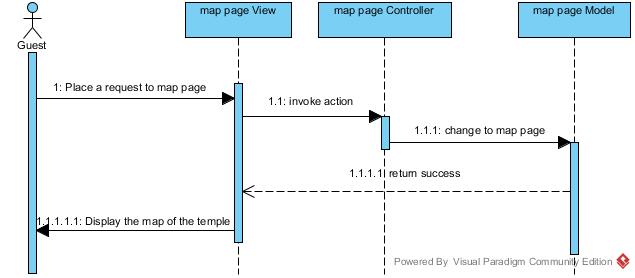 map page View
map page Controller
map page Model
Guest
1: Place a request to map page
1.1: invoke action
1.1.1: change to map page
1.1.1.1: return success
1.1.1.1.1: Display the map of the temple
Powered By Visual Paradigm Community Edition